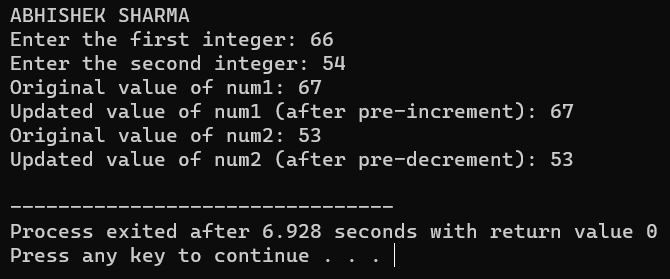 ABHISHEK SHARMA
Enter the first integer: 66
Enter the second integer: 54
Original value of num1: 67
Updated value of num1 (after pre-increment): 67
Original value of num2: 53
Updated value of num2 (after pre-decrement): 53
--------------------------------
Process exited after 6.928 seconds with return value 0
Press any key to continue . . .